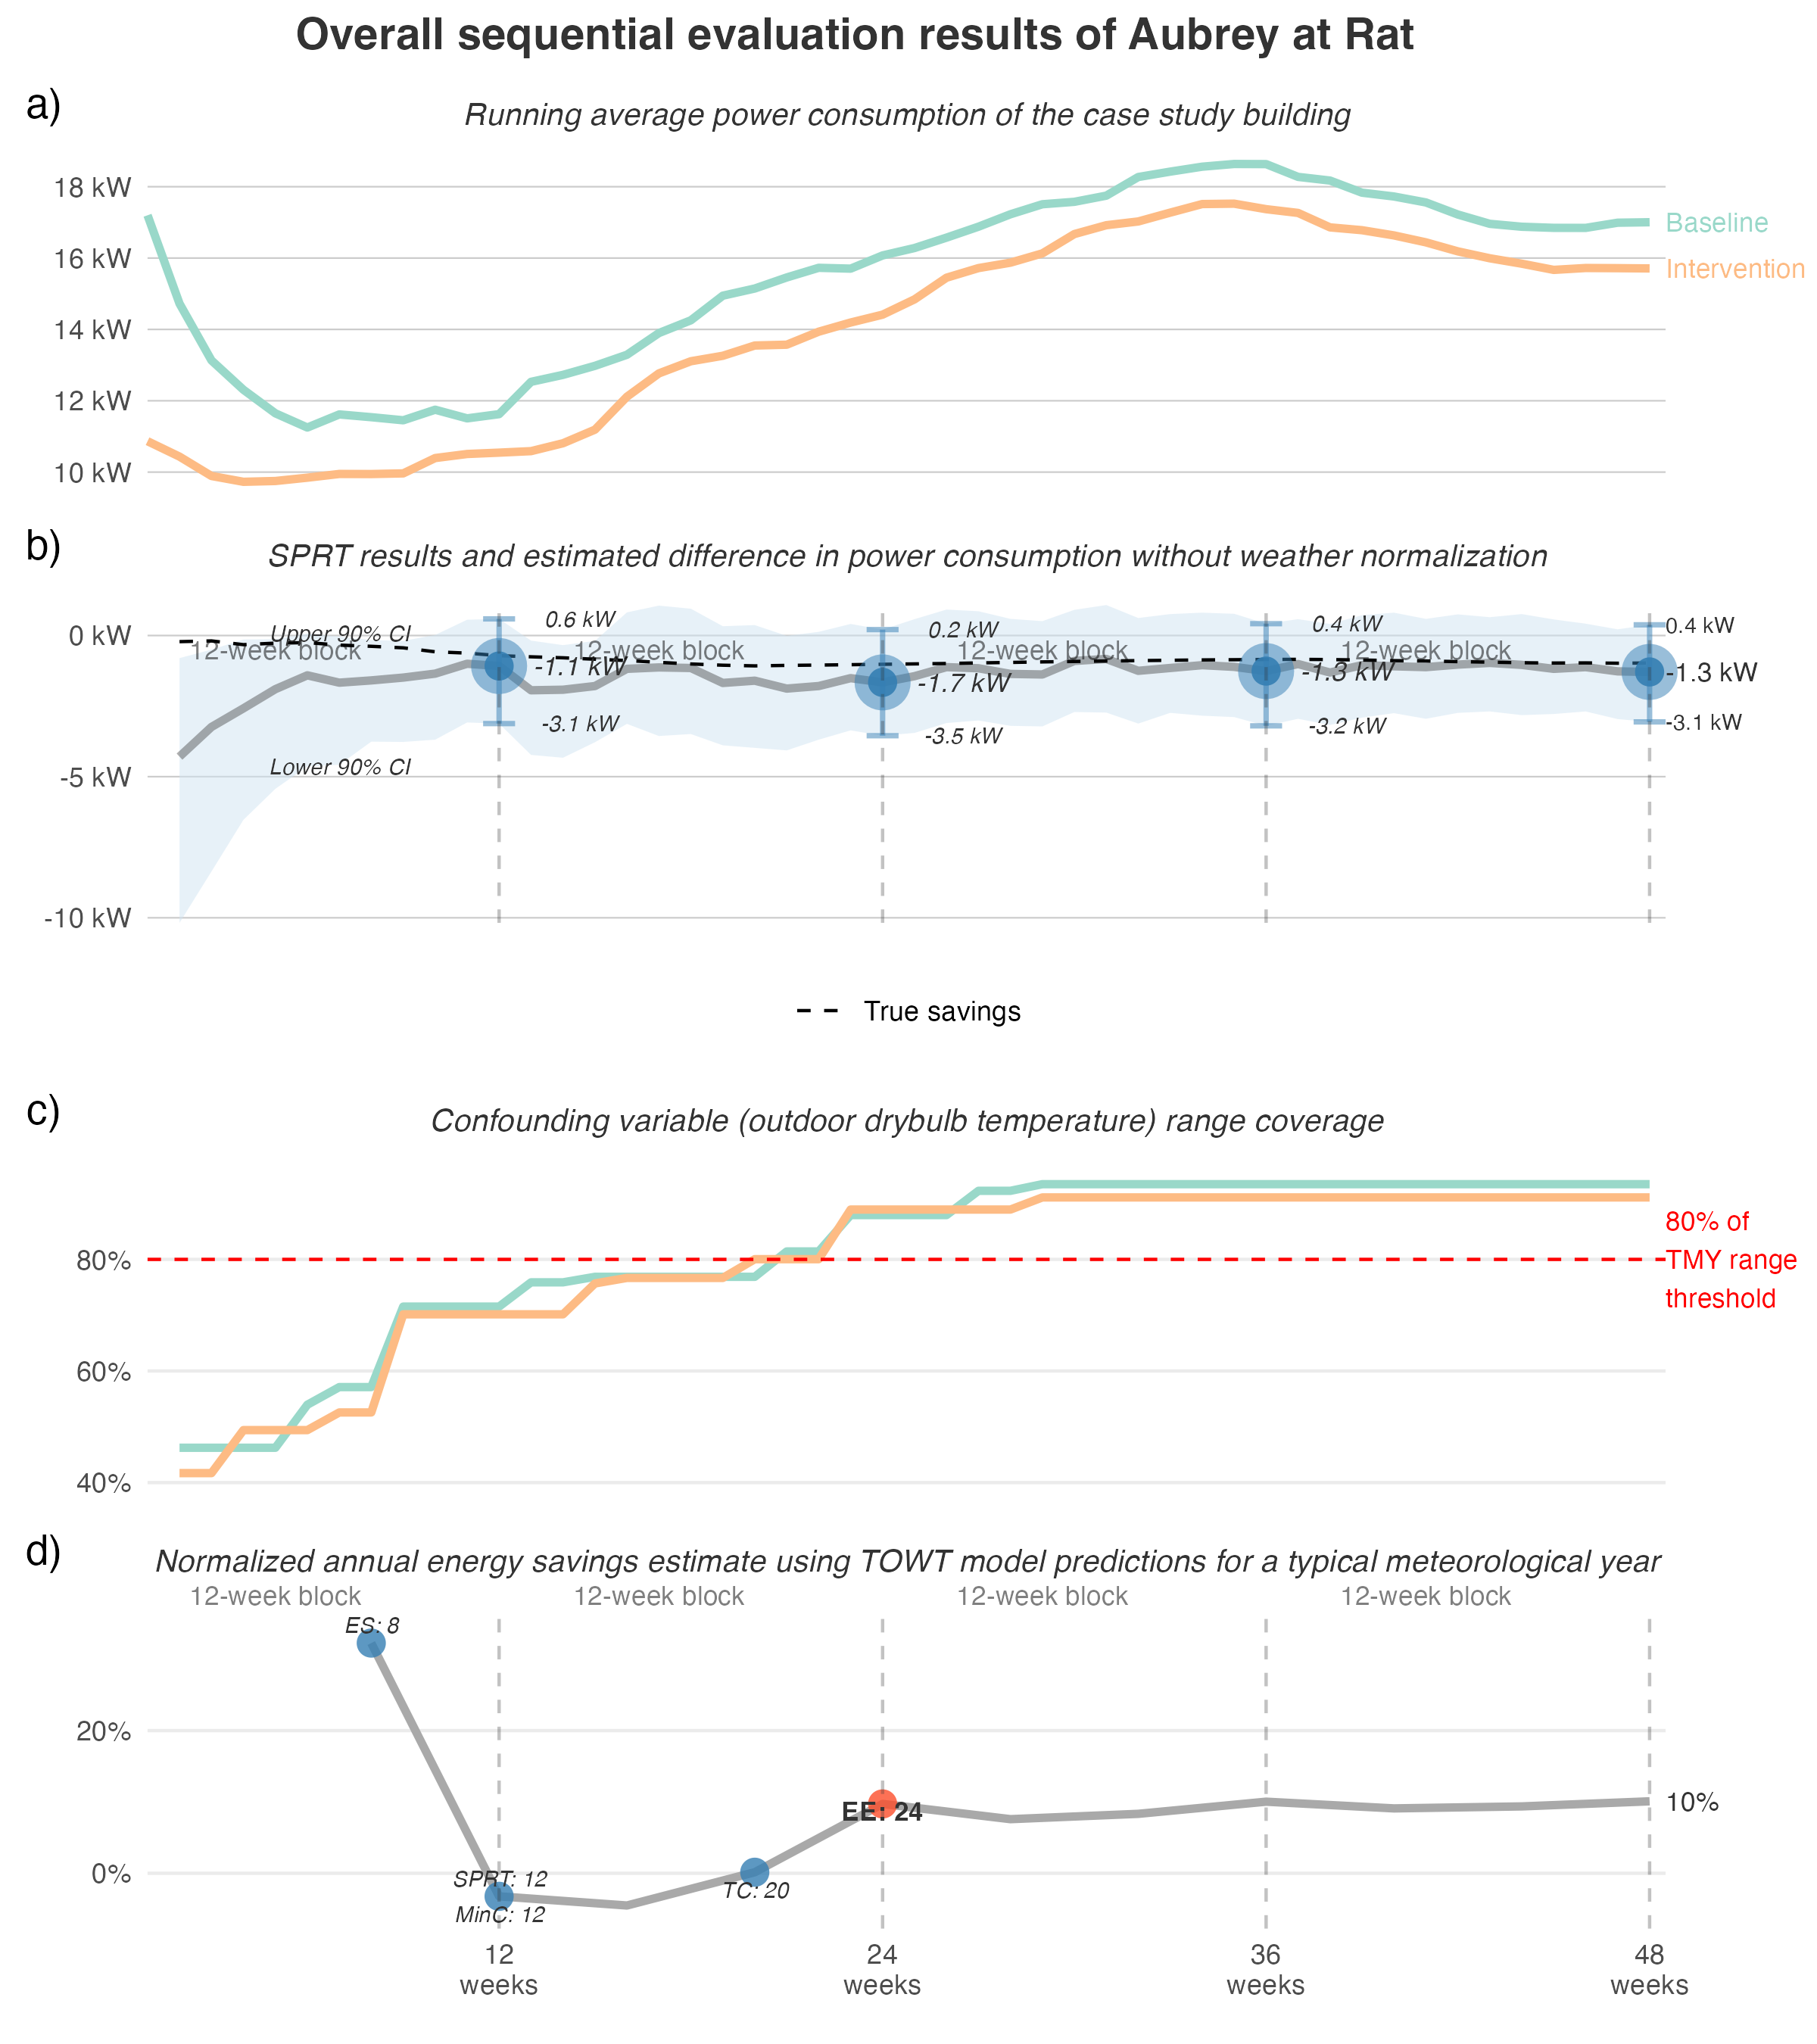 Overall sequential evaluation results of Aubrey at Rat
a)
Running average power consumption of the case study building
18 kW
16 kW
14 kW
12 kW
10 kW
Baseline
Intervention
b)
SPRT results and estimated difference in power consumption without weather normalization
0 kW
-5 kW
-10 kW
Upper 90% CI
Lower 90% CI
12-week block
12-week block
12-week block
12-week block
0.6 kW
-1.1 kW
-3.1 kW
0.2 kW
-1.7 kW
-3.5 kW
0.4 kW
-1.3 kW
-3.2 kW
0.4 kW
-1.3 kW
-3.1 kW
True savings
c)
Confounding variable (outdoor drybulb temperature) range coverage
80%
60%
40%
80% of
TMY range
threshold
d)
Normalized annual energy savings estimate using TOWT model predictions for a typical meteorological year
12-week block
12-week block
12-week block
12-week block
20%
0%
ES: 8
SPRT: 12
MinC: 12
TC: 20
EE: 24
10%
12
weeks
24
weeks
36
weeks
48
weeks